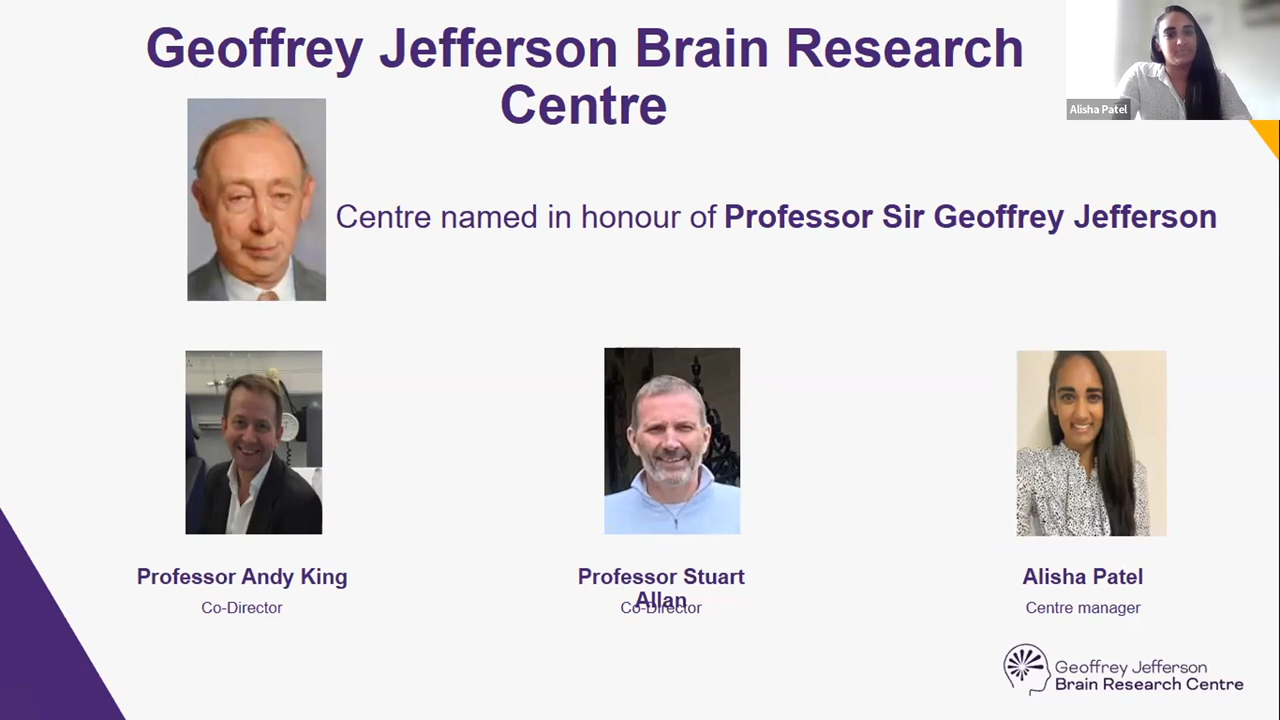 Geoffrey Jefferson Brain Research
Centre
Alisha Patel
Centre named in honour of Professor Sir Geoffrey Jefferson
Professor Andy King
Co-Director
Professor Stuart
Allan
Co-Director
Alisha Patel
Centre manager
Geoffrey Jefferson
Brain Research Centre